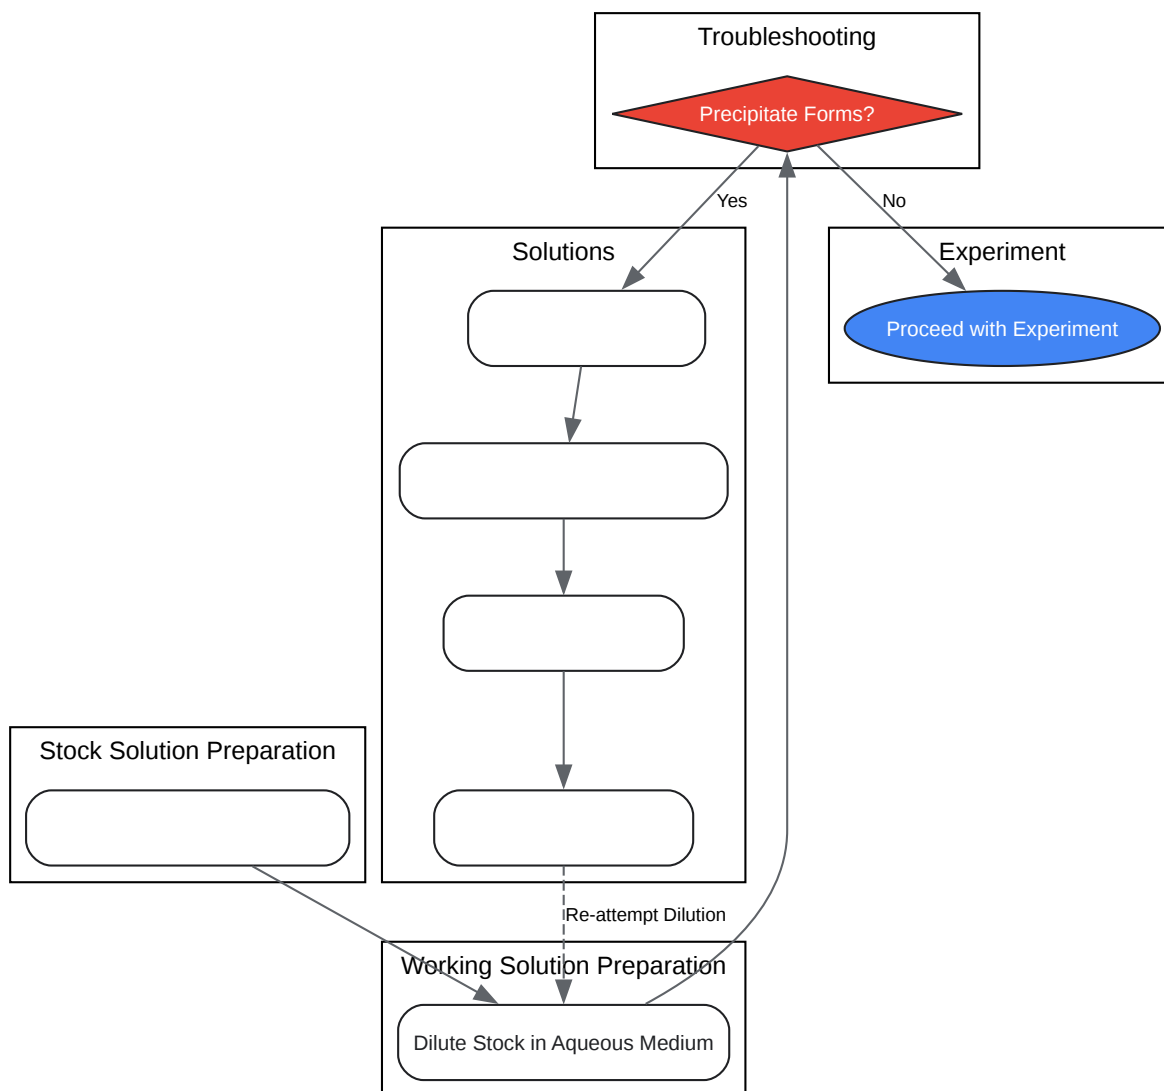 Troubleshooting
Precipitate Forms?
Yes
No
Solutions
Experiment
Proceed with Experiment
Stock Solution Preparation
Re-attempt Dilution
Working Solution Preparation
Dilute Stock in Aqueous Medium